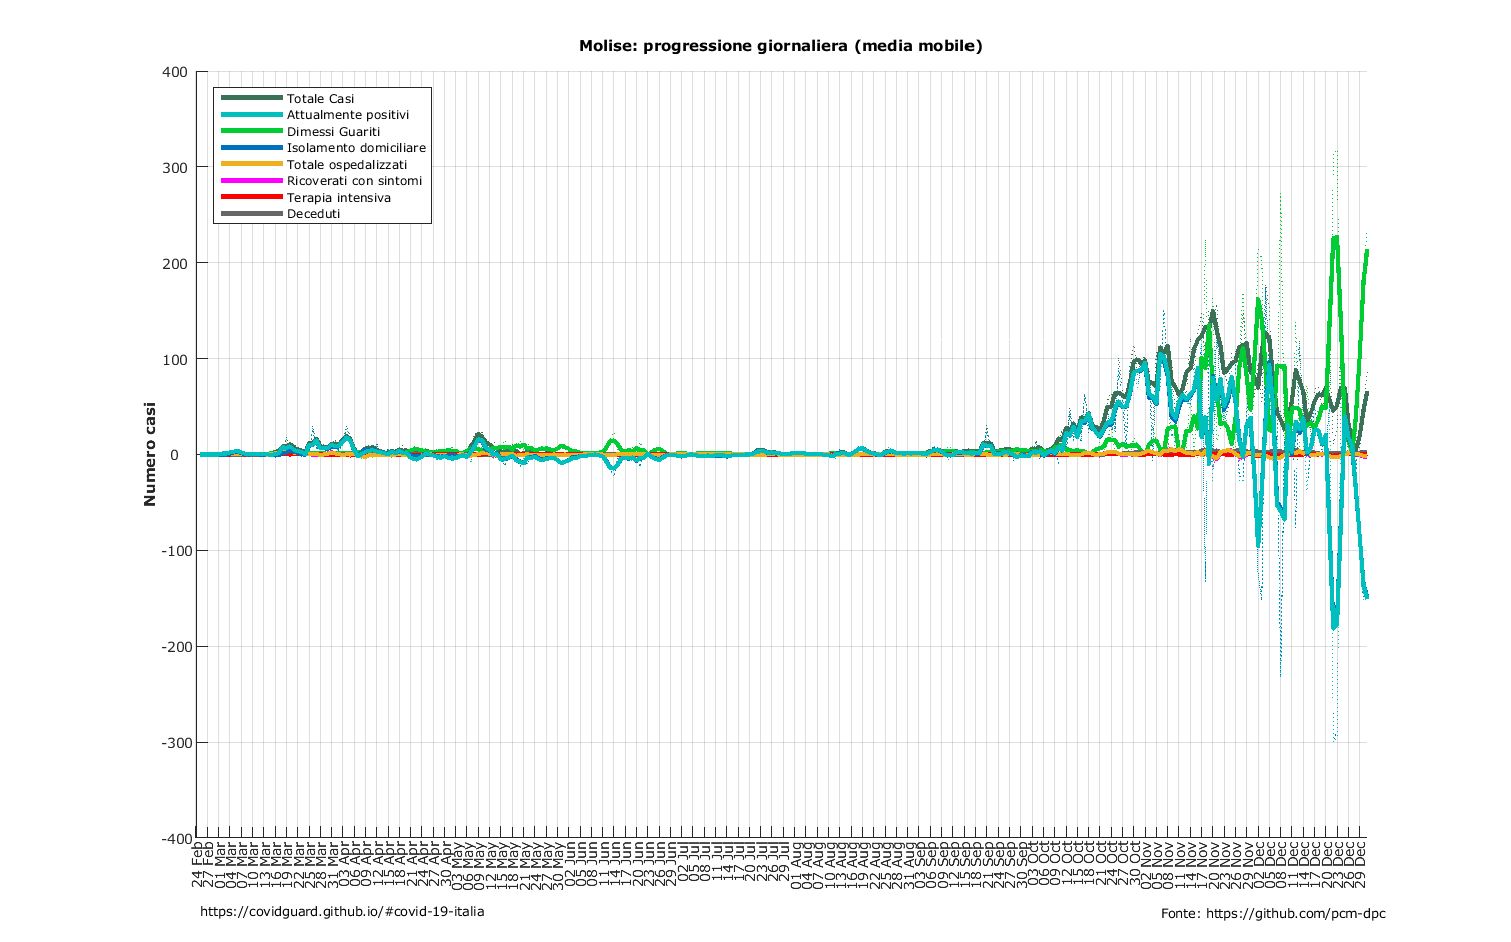 Molise: progressione giornaliera (media mobile)
400
300
200
100
0
-100
-200
-300
-400
Numero casi
Totale Casi
Attualmente positivi
Dimessi Guariti
Isolamento domiciliare
Totale ospedalizzati
Ricoverati con sintomi
Terapia intensiva
Deceduti
24 Feb
27 Feb
01 Mar
04 Mar
07 Mar
10 Mar
13 Mar
16 Mar
19 Mar
22 Mar
25 Mar
28 Mar
31 Mar
03 Apr
06 Apr
09 Apr
12 Apr
15 Apr
18 Apr
21 Apr
24 Apr
27 Apr
30 Apr
03 May
06 May
09 May
12 May
15 May
18 May
21 May
24 May
27 May
30 May
02 Jun
05 Jun
08 Jun
11 Jun
14 Jun
17 Jun
20 Jun
23 Jun
26 Jun
29 Jun
02 Jul
05 Jul
08 Jul
11 Jul
14 Jul
17 Jul
20 Jul
23 Jul
26 Jul
29 Jul
01 Aug
04 Aug
07 Aug
10 Aug
13 Aug
16 Aug
19 Aug
22 Aug
25 Aug
28 Aug
31 Aug
03 Sep
06 Sep
09 Sep
12 Sep
15 Sep
18 Sep
21 Sep
24 Sep
27 Sep
30 Sep
03 Oct
06 Oct
09 Oct
12 Oct
15 Oct
18 Oct
21 Oct
24 Oct
27 Oct
30 Oct
02 Nov
05 Nov
08 Nov
11 Nov
14 Nov
17 Nov
20 Nov
23 Nov
26 Nov
29 Nov
02 Dec
05 Dec
08 Dec
11 Dec
14 Dec
17 Dec
20 Dec
23 Dec
26 Dec
29 Dec
https://covidguard.github.io/#covid-19-italia
Fonte: https://github.com/pcm-dpc